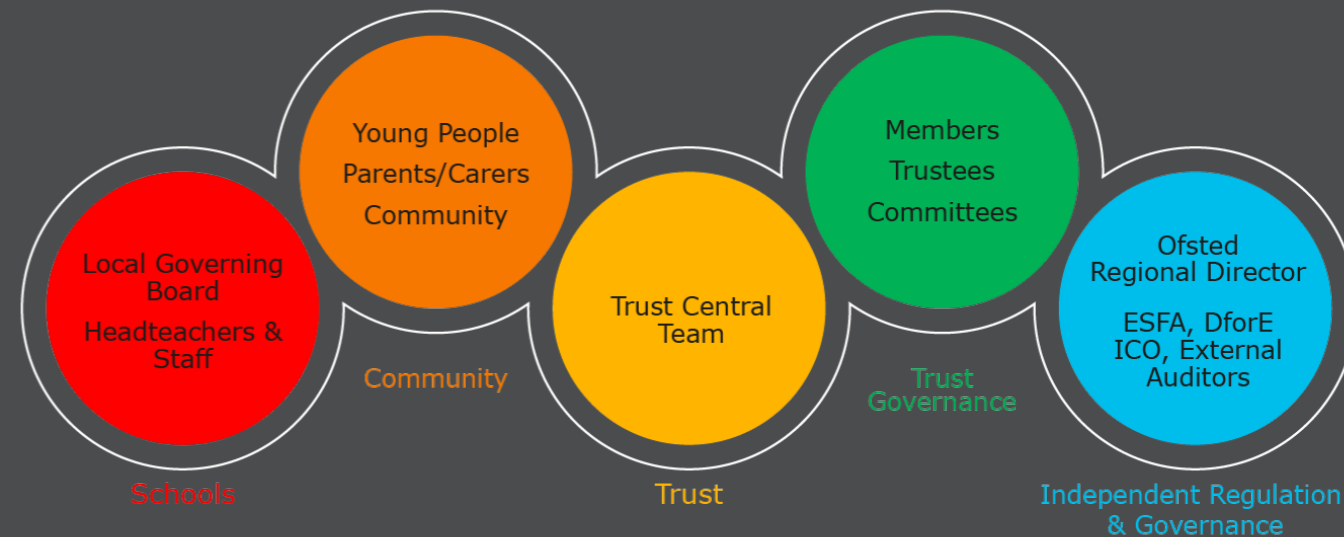 Local Governing
Board
Headteachers &
Staff
Schools
Young People
Parents/Carers
Community
Community
Trust Central
Team
Trust
Members
Trustees
Committees
Trust
Governance
Ofsted
Regional Director
ESFA, DforE
ICO, External
Auditors
Independent Regulation
& Governance